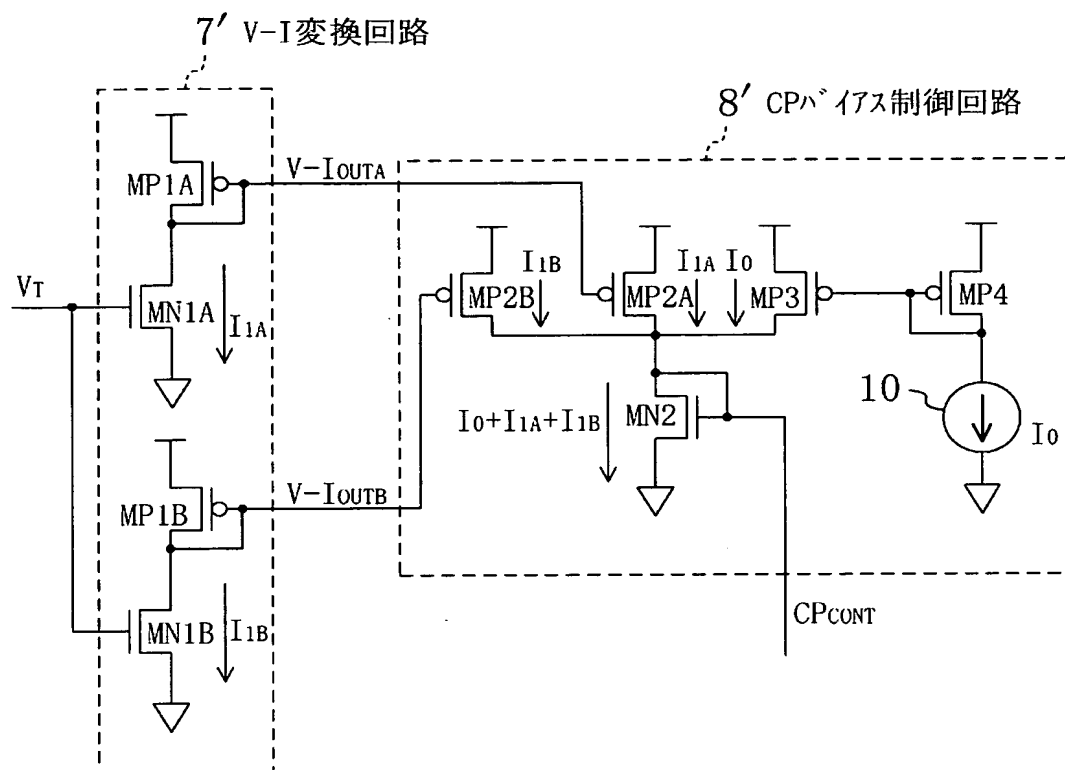 7′ V-I変換回路
8′ CPバイアス制御回路
MP1A
V-IOUTA
VT
MN1A
I1A
MP1B
V-IOUTB
MN1B
I1B
I1B
MP2B
I1A
I0
MP2A
MP3
MP4
I0+I1A+I1B
MN2
10
I0
CPCONT